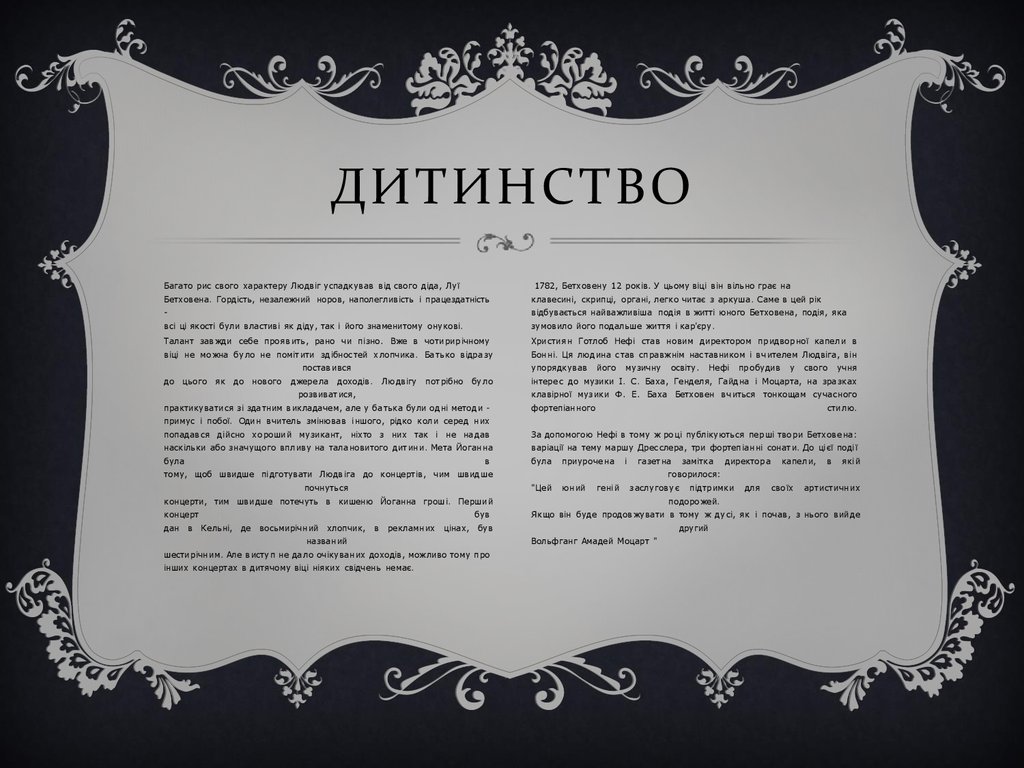 ДИТИНСТВО
Багато рис свого характеру Людвіг успадкував від свого діда, Луї
Бетховена. Гордість, незалежний норов, наполегливість і працездатність
-
всі ці якості були властиві як діду, так і його знаменитому онукові.
Талант завжди себе проявить, рано чи пізно. Вже в чотирирічному
віці не можна було не помітити здібностей хлопчика. Батько відразу
поставився
до цього як до нового джерела доходів. Людвігу потрібно було
розвиватися,
практикуватися зі здатним викладачем, але у батька були одні методи -
примус і побої. Один вчитель змінював іншого, рідко коли серед них
попадався дійсно хороший музикант, ніхто з них так і не надав
наскільки або значущого впливу на талановитого дитини. Мета Йоганна
була в
тому, щоб швидше підготувати Людвіга до концертів, чим швидше
почнуться
концерти, тим швидше потечуть в кишеню Йоганна гроші. Перший
концерт був
дан в Кельні, де восьмирічний хлопчик, в рекламних цінах, був
названий
шестирічним. Але виступ не дало очікуваних доходів, можливо тому про
інших концертах в дитячому віці ніяких свідчень немає.
1782, Бетховену 12 років. У цьому віці він вільно грає на
клавесині, скрипці, органі, легко читає з аркуша. Саме в цей рік
відбувається найважливіша подія в житті юного Бетховена, подія, яка
зумовило його подальше життя і кар'єру.
Християн Готлоб Нефі став новим директором придворної капели в
Бонні. Ця людина став справжнім наставником і вчителем Людвіга, він
упорядкував його музичну освіту. Нефі пробудив у свого учня
інтерес до музики І. С. Баха, Генделя, Гайдна і Моцарта, на зразках
клавірної музики Ф. Е. Баха Бетховен вчиться тонкощам сучасного
фортепіанного стилю.
За допомогою Нефі в тому ж році публікуються перші твори Бетховена:
варіації на тему маршу Дресслера, три фортепіанні сонати. До цієї події
була приурочена і газетна замітка директора капели, в якій
говорилося:
"Цей юний геній заслуговує підтримки для своїх артистичних
подорожей.
Якщо він буде продовжувати в тому ж дусі, як і почав, з нього вийде
другий
Вольфганг Амадей Моцарт "